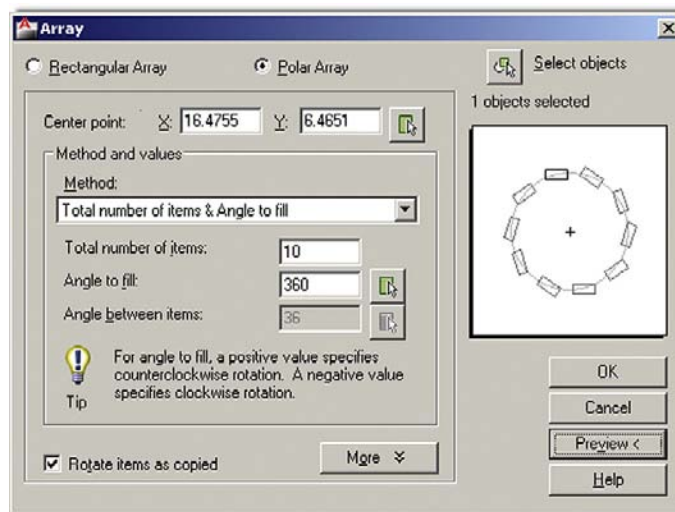 Array
Rectangular Array
Polar Array
Select objects
1 objects selected
Center point: X: 16.4755 Y: 6.4651
Method and values
Method:
Total number of items & Angle to fill
Total number of items: 10
Angle to fill: 360
Angle between items: 36
For angle to fill, a positive value specifies
counterclockwise rotation. A negative value
specifies clockwise rotation.
Tip
Rotate items as copied
More
OK
Cancel
Preview <
Help